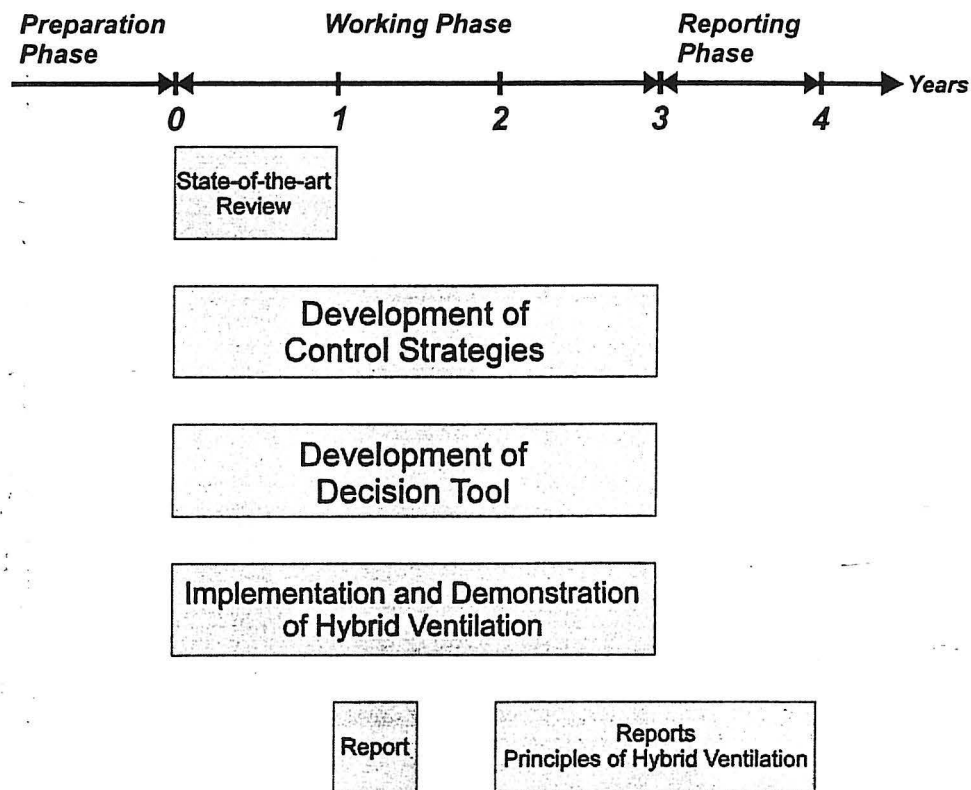 Preparation Phase
Working Phase
Reporting Phase
Years
0 1 2 3 4
State-of-the-art
Review
Development of
Control Strategies
Development of
Decision Tool
Implementation and Demonstration
of Hybrid Ventilation
Report
Reports
Principles of Hybrid Ventilation